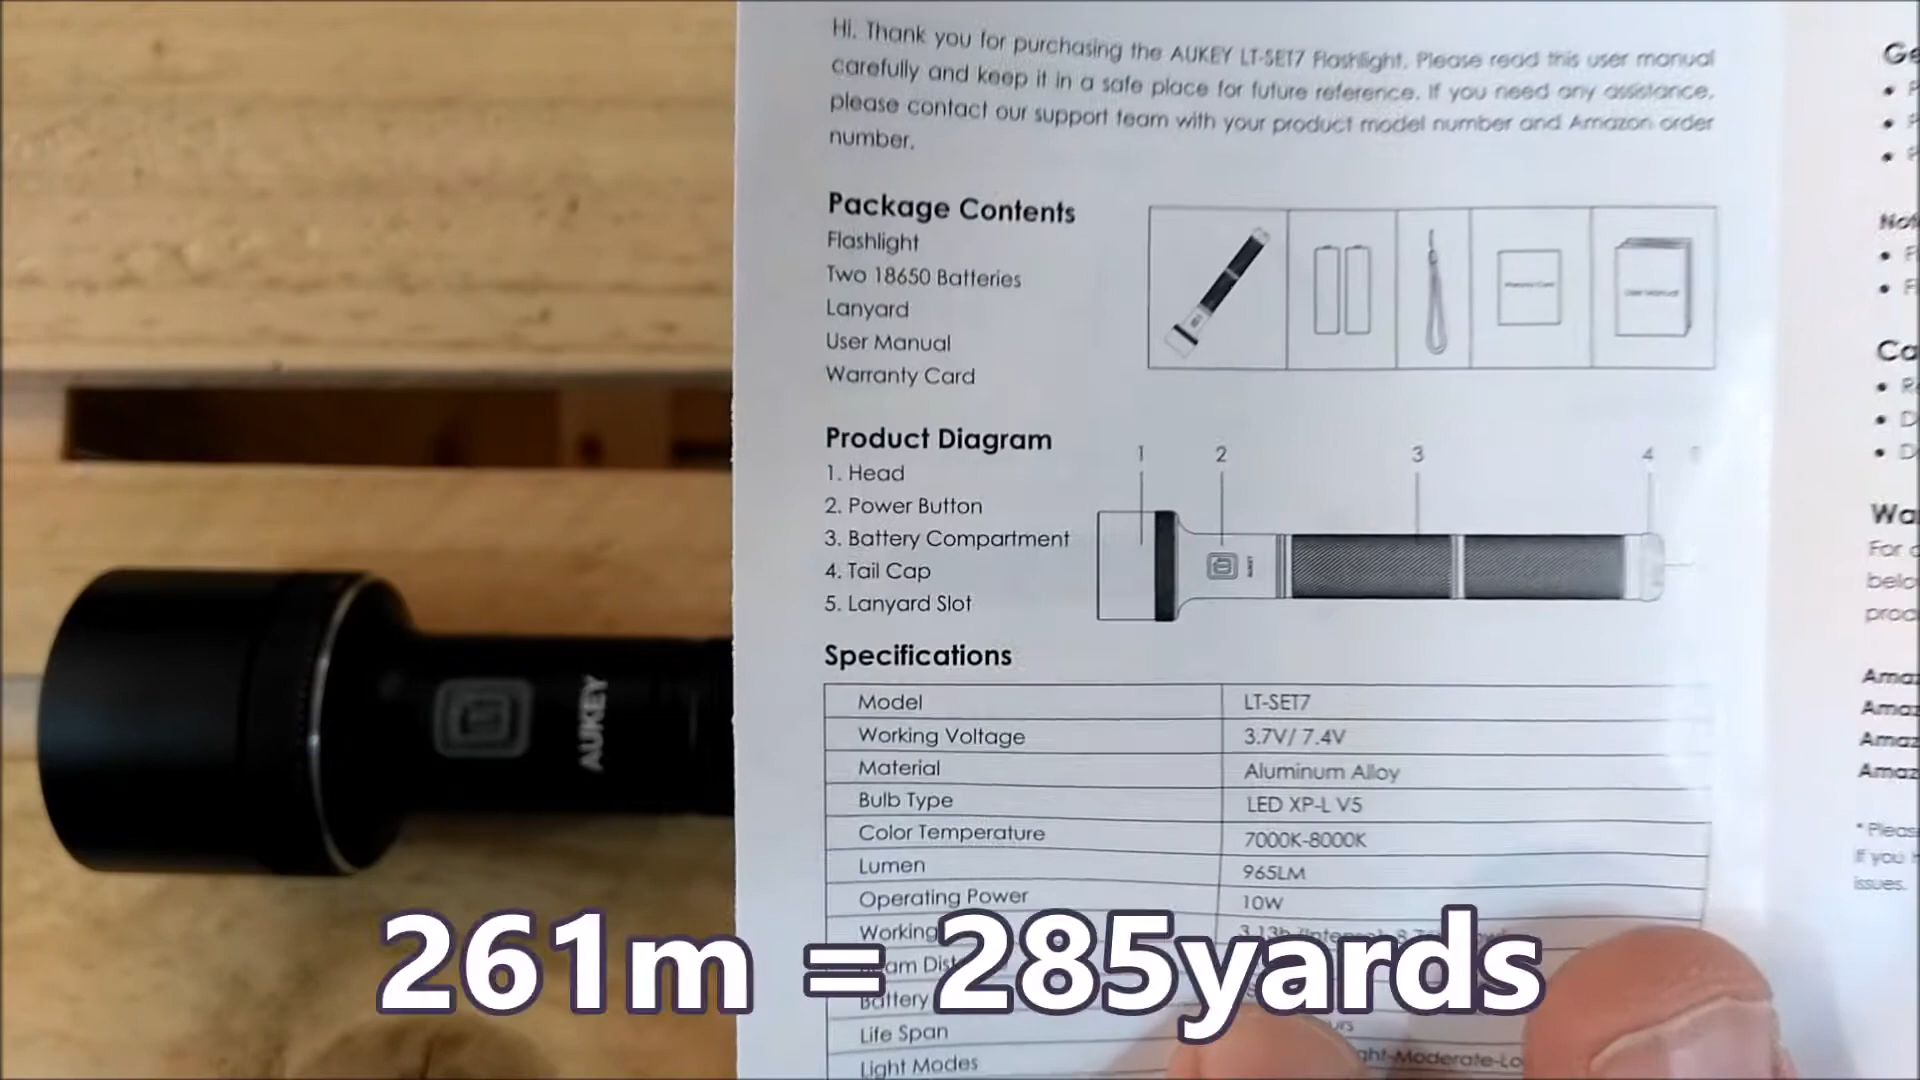 Hi. Thank you for purchasing the AUKEY LT-SET7 Flashlight. Please read this user manual
carefully and keep it in a safe place for future reference. If you need any assistance,
please contact our support team with your product model number and Amazon order
number.
Package Contents
Flashlight
Two 18650 Batteries
Lanyard
User Manual
Warranty Card
User Manual
Product Diagram
1. Head
2. Power Button
3. Battery Compartment
4. Tail Cap
5. Lanyard Slot
1 2 3 4
AUKEY
Specifications
Model LT-SET7
Working Voltage 3.7V/ 7.4V
Material Aluminum Alloy
Bulb Type LED XP-L V5
Color Temperature 7000K-8000K
Lumen 965LM
Operating Power 10W
Working
Battery
Life Span
Light Modes
AUKEY
261m = 285yards